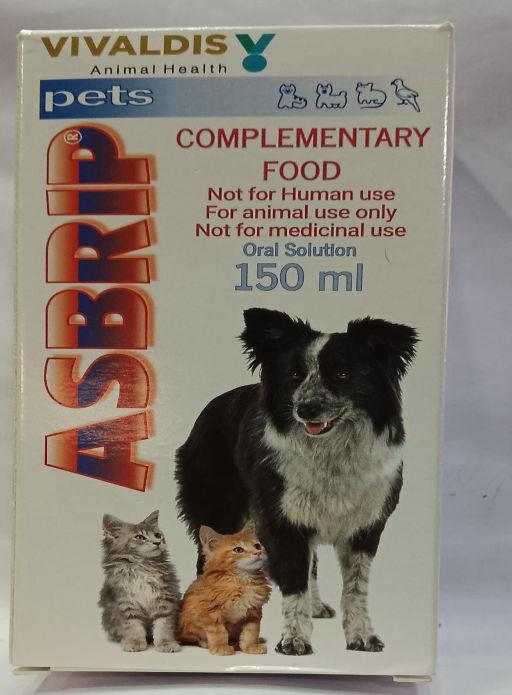 VIVALDIS
Animal Health
pets
ASBRIP®
COMPLEMENTARY
FOOD
Not for Human use
For animal use only
Not for medicinal use
Oral Solution
150 ml